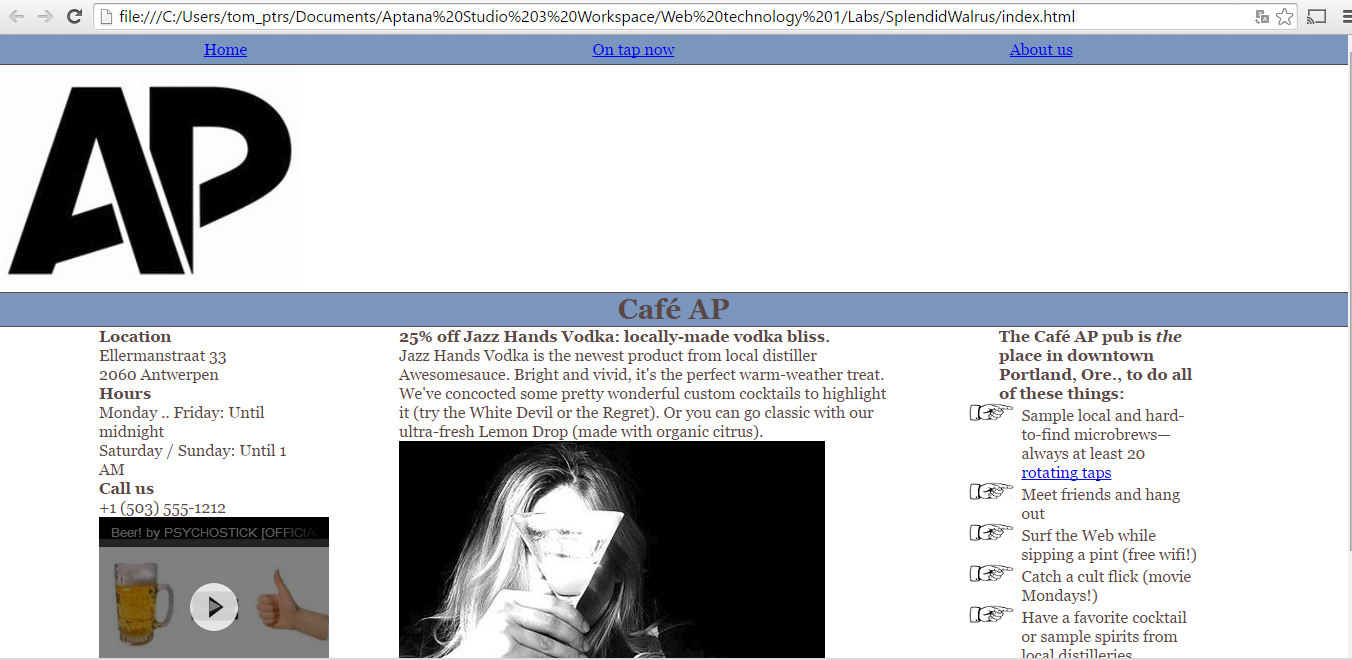 file:///C:/Users/tom_ptrs/Documents/Aptana%20Studio%203%20Workspace/Web%20technology%201/Labs/SplendidWalrus/index.html
Home
On tap now
About us
AP
Café AP
Location
Ellermanstraat 33
2060 Antwerpen
Hours
Monday .. Friday: Until
midnight
Saturday / Sunday: Until 1
AM
Call us
+1 (503) 555-1212
Beer! by PSYCHOSTICK [OFFICIA
25% off Jazz Hands Vodka: locally-made vodka bliss.
Jazz Hands Vodka is the newest product from local distiller
Awesomesauce. Bright and vivid, it's the perfect warm-weather treat.
We've concocted some pretty wonderful custom cocktails to highlight
it (try the White Devil or the Regret). Or you can go classic with our
ultra-fresh Lemon Drop (made with organic citrus).
The Café AP pub is the
place in downtown
Portland, Ore., to do all
of these things:
Sample local and hard-
to-find microbrews—
always at least 20
rotating taps
Meet friends and hang
out
Surf the Web while
sipping a pint (free wifi!)
Catch a cult flick (movie
Mondays!)
Have a favorite cocktail
or sample spirits from
local distilleries